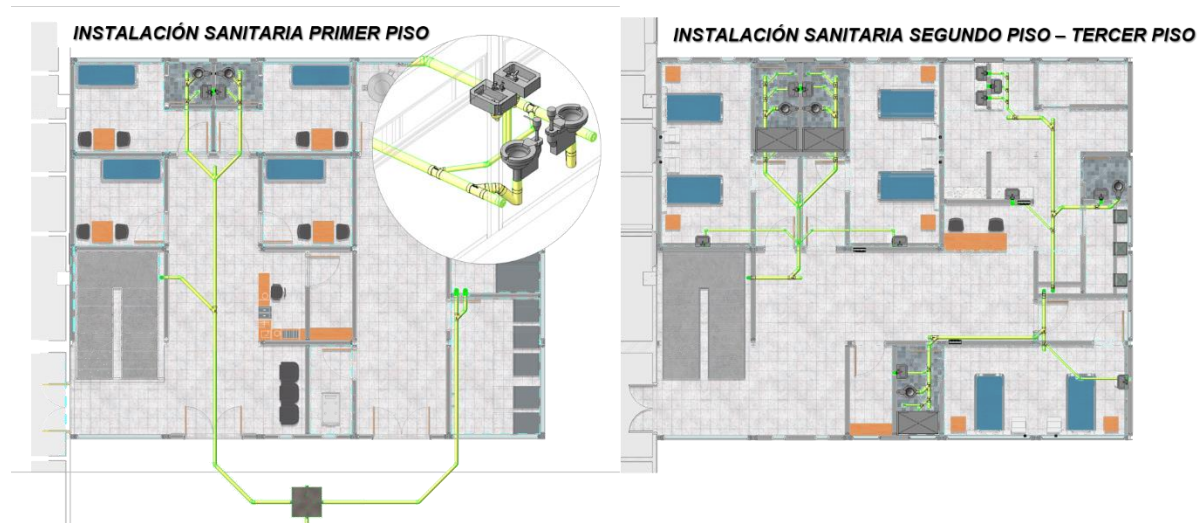 INSTALACIÓN SANITARIA PRIMER PISO
INSTALACIÓN SANITARIA SEGUNDO PISO – TERCER PISO